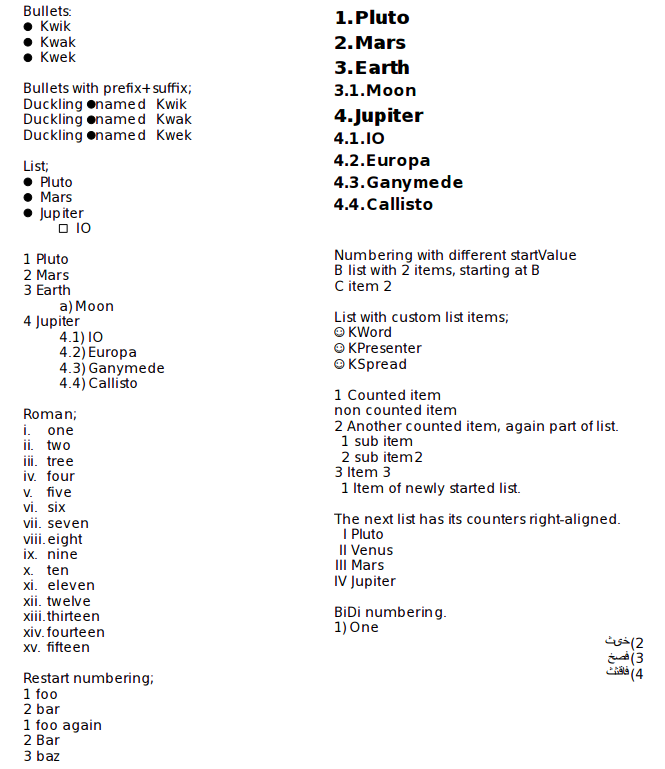 Bullets:
● Kwik
● Kwak
● Kwek
Bullets with prefix+suffix;
Duckling ●named Kwik
Duckling ●named Kwak
Duckling ●named Kwek
List;
● Pluto
● Mars
● Jupiter
□ IO
1 Pluto
2 Mars
3 Earth
a) Moon
4 Jupiter
4.1) IO
4.2) Europa
4.3) Ganymede
4.4) Callisto
Roman;
i. one
ii. two
iii. tree
iv. four
v. five
vi. six
vii. seven
viii. eight
ix. nine
x. ten
xi. eleven
xii. twelve
xiii. thirteen
xiv. fourteen
xv. fifteen
Restart numbering;
1 foo
2 bar
1 foo again
2 Bar
3 baz
1. Pluto
2. Mars
3. Earth
3.1. Moon
4. Jupiter
4.1. IO
4.2. Europa
4.3. Ganymede
4.4. Callisto
Numbering with different startValue
B list with 2 items, starting at B
C item 2
List with custom list items;
☺ KWord
☺ KPresenter
☺ KSpread
1 Counted item
non counted item
2 Another counted item, again part of list.
1 sub item
2 sub item2
3 Item 3
1 Item of newly started list.
The next list has its counters right-aligned.
I Pluto
II Venus
III Mars
IV Jupiter
BiDi numbering.
1) One
2) خىث
3) فصخ
4) فاقثث